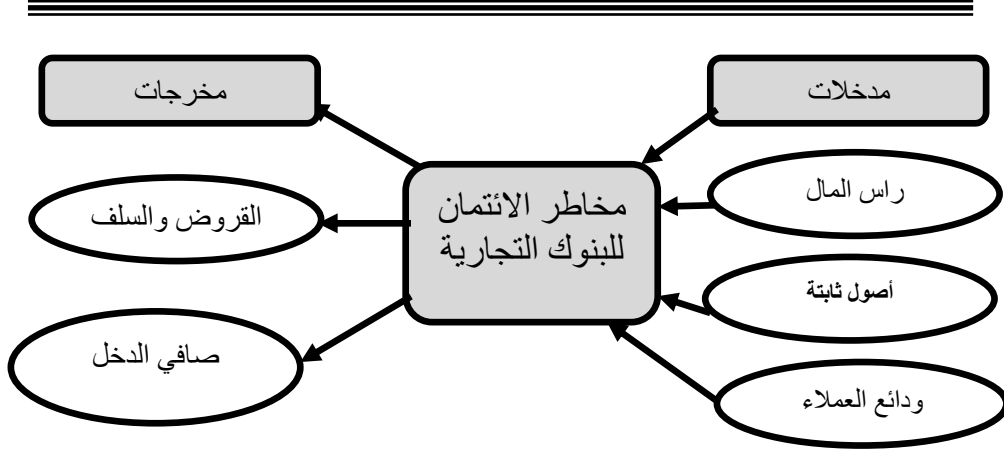 مدخلات
مخرجات
راس المال
مخاطر الائتمان
للبنوك التجارية
القروض والسلف
أصول ثابتة
صافي الدخل
ودائع العملاء